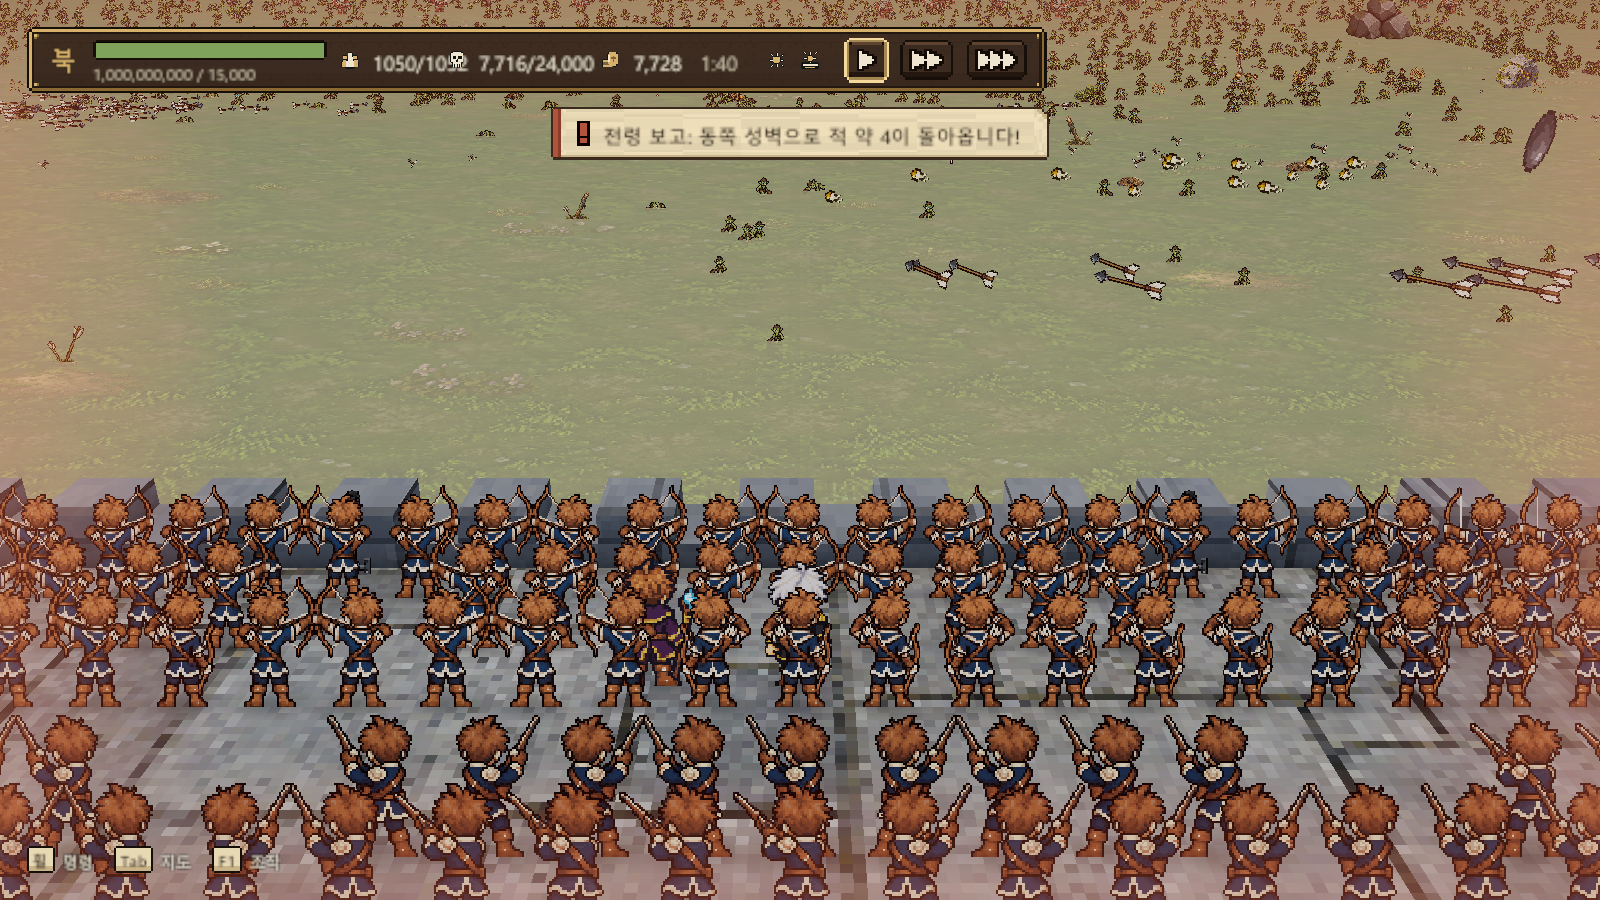 북
1,000,000,000 / 15,000
1050/1052 7,716/24,000 7,728 1:40
전령 보고: 동쪽 성벽으로 적 약 4이 돌아옵니다!
휠 명령 Tab 지도 F1 조작